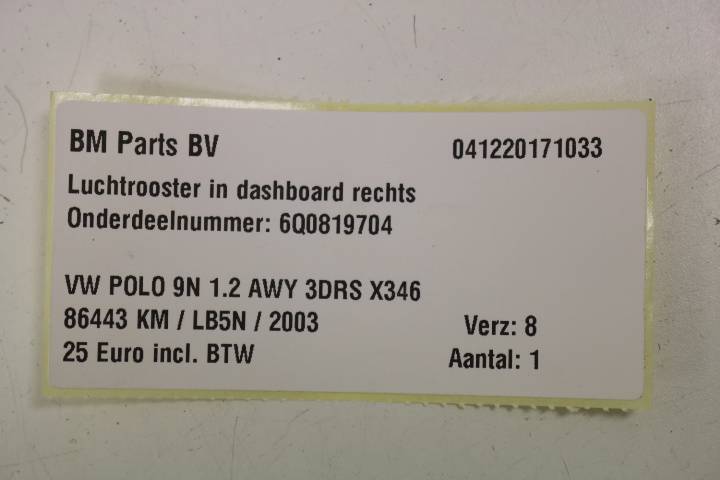 BM Parts BV 041220171033
Luchtrooster in dashboard rechts
Onderdeelnummer: 6Q0819704
VW POLO 9N 1.2 AWY 3DRS X346
86443 KM / LB5N / 2003 Verz: 8
25 Euro incl. BTW Aantal: 1